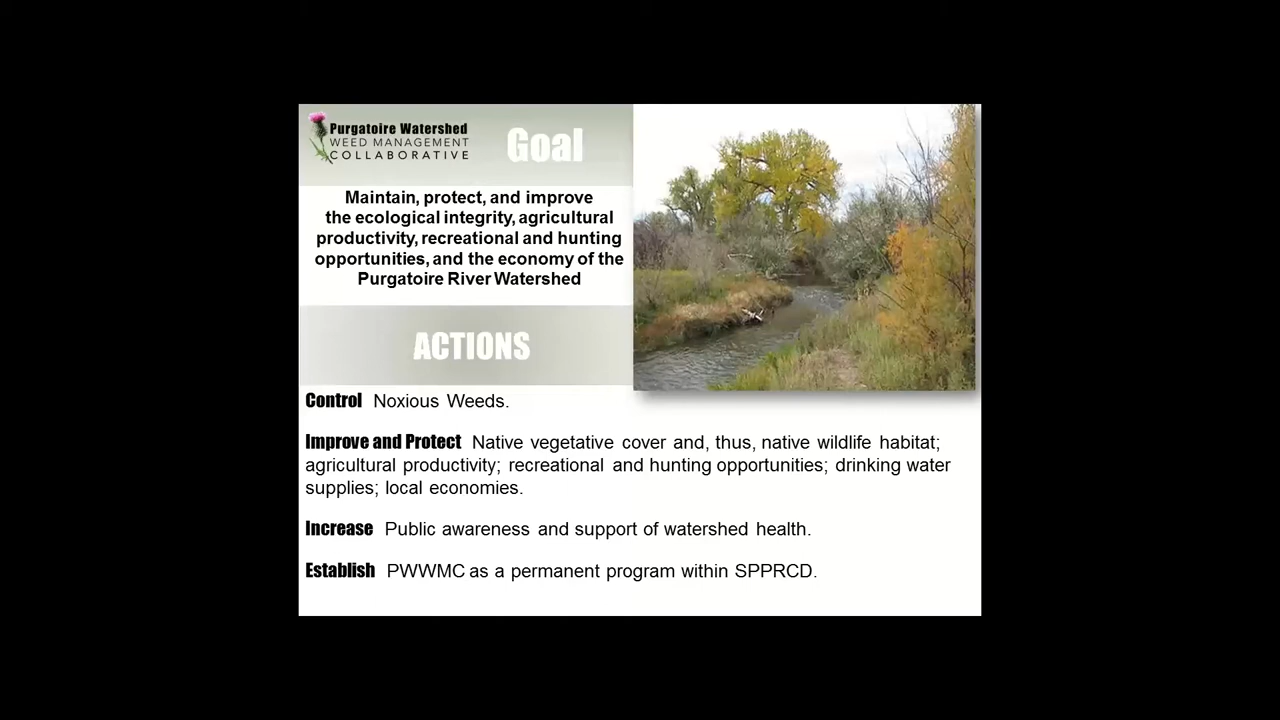 Purgatoire Watershed
WEED MANAGEMENT
COLLABORATIVE
Goal
Maintain, protect, and improve
the ecological integrity, agricultural
productivity, recreational and hunting
opportunities, and the economy of the
Purgatoire River Watershed
ACTIONS
Control Noxious Weeds.
Improve and Protect Native vegetative cover and, thus, native wildlife habitat;
agricultural productivity; recreational and hunting opportunities; drinking water
supplies; local economies.
Increase Public awareness and support of watershed health.
Establish PWWMC as a permanent program within SPPRCD.